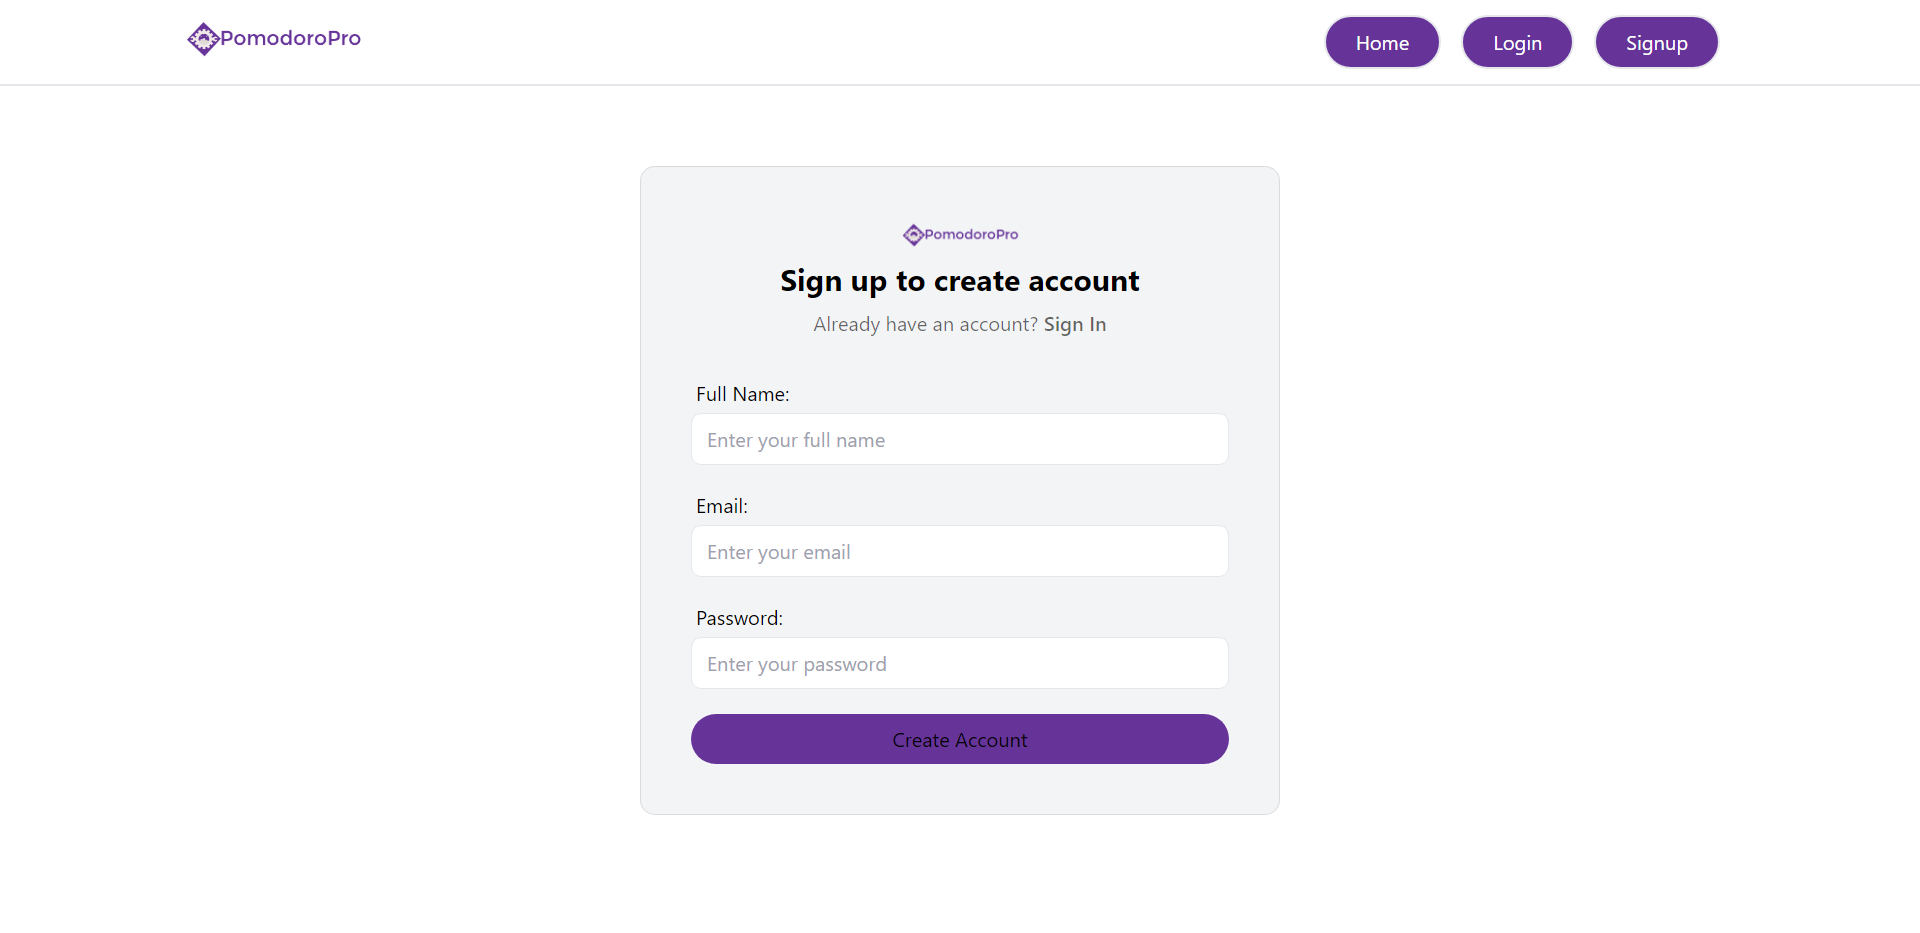 PomodoroPro
Home
Login
Signup
PomodoroPro
Sign up to create account
Already have an account? Sign In
Full Name:
Enter your full name
Email:
Enter your email
Password:
Enter your password
Create Account